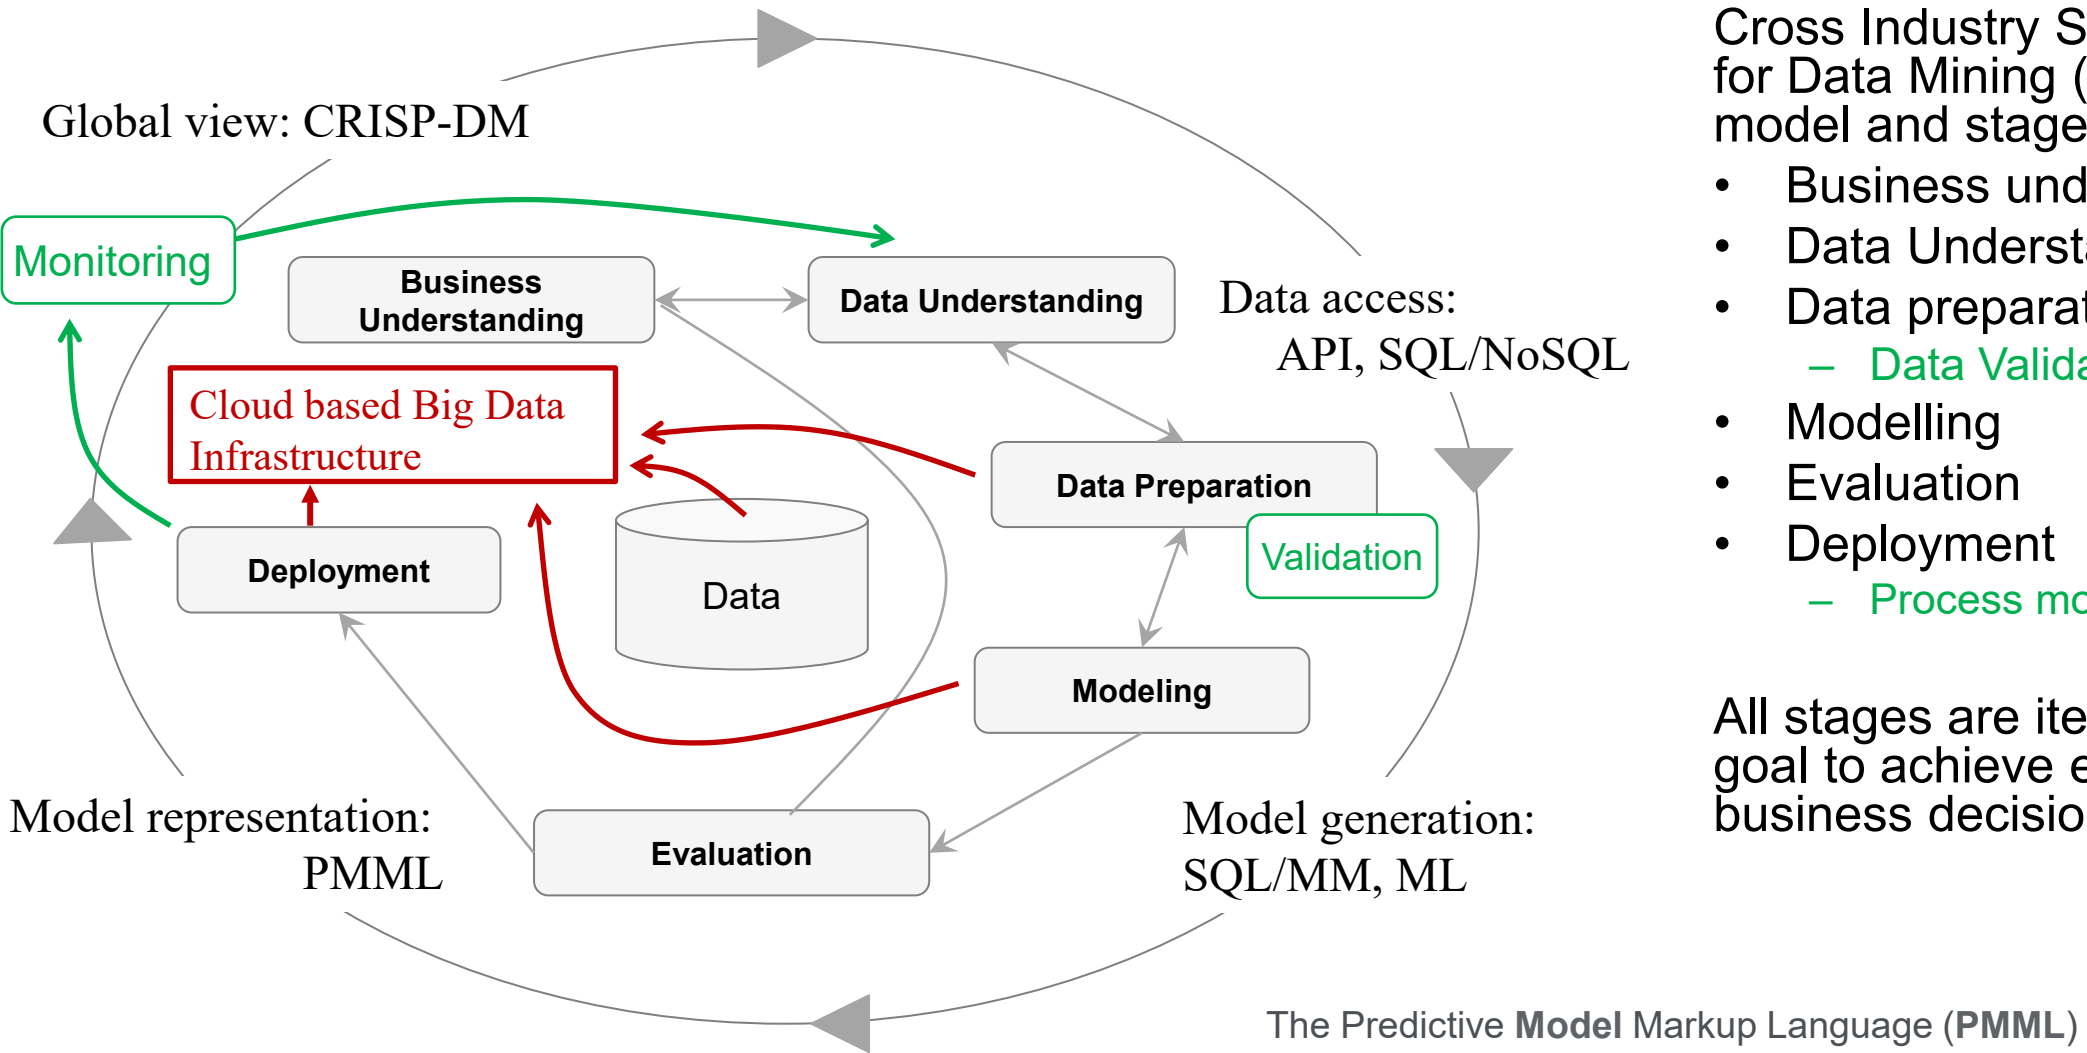 Global view: CRISP-DM
Monitoring
Business
Understanding
Data Understanding
Data access:
API, SQL/NoSQL
Cloud based Big Data
Infrastructure
Data Preparation
Validation
Deployment
Data
Modeling
Model representation:
PMML
Evaluation
Model generation:
SQL/MM, ML
Cross Industry S
for Data Mining (
model and stage
• Business und
• Data Underst
• Data preparat
– Data Valida
• Modelling
• Evaluation
• Deployment
– Process mo
All stages are ite
goal to achieve e
business decisio
The Predictive Model Markup Language (PMML)